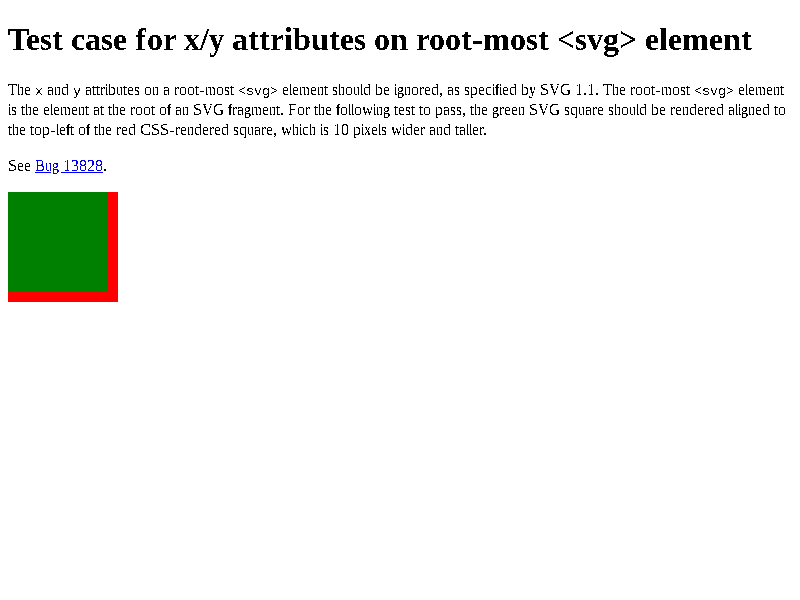 Test case for x/y attributes on root-most <svg> element
The x and y attributes on a root-most <svg> element should be ignored, as specified by SVG 1.1. The root-most <svg> element
is the element at the root of an SVG fragment. For the following test to pass, the green SVG square should be rendered aligned to
the top-left of the red CSS-rendered square, which is 10 pixels wider and taller.
See Bug 13828.